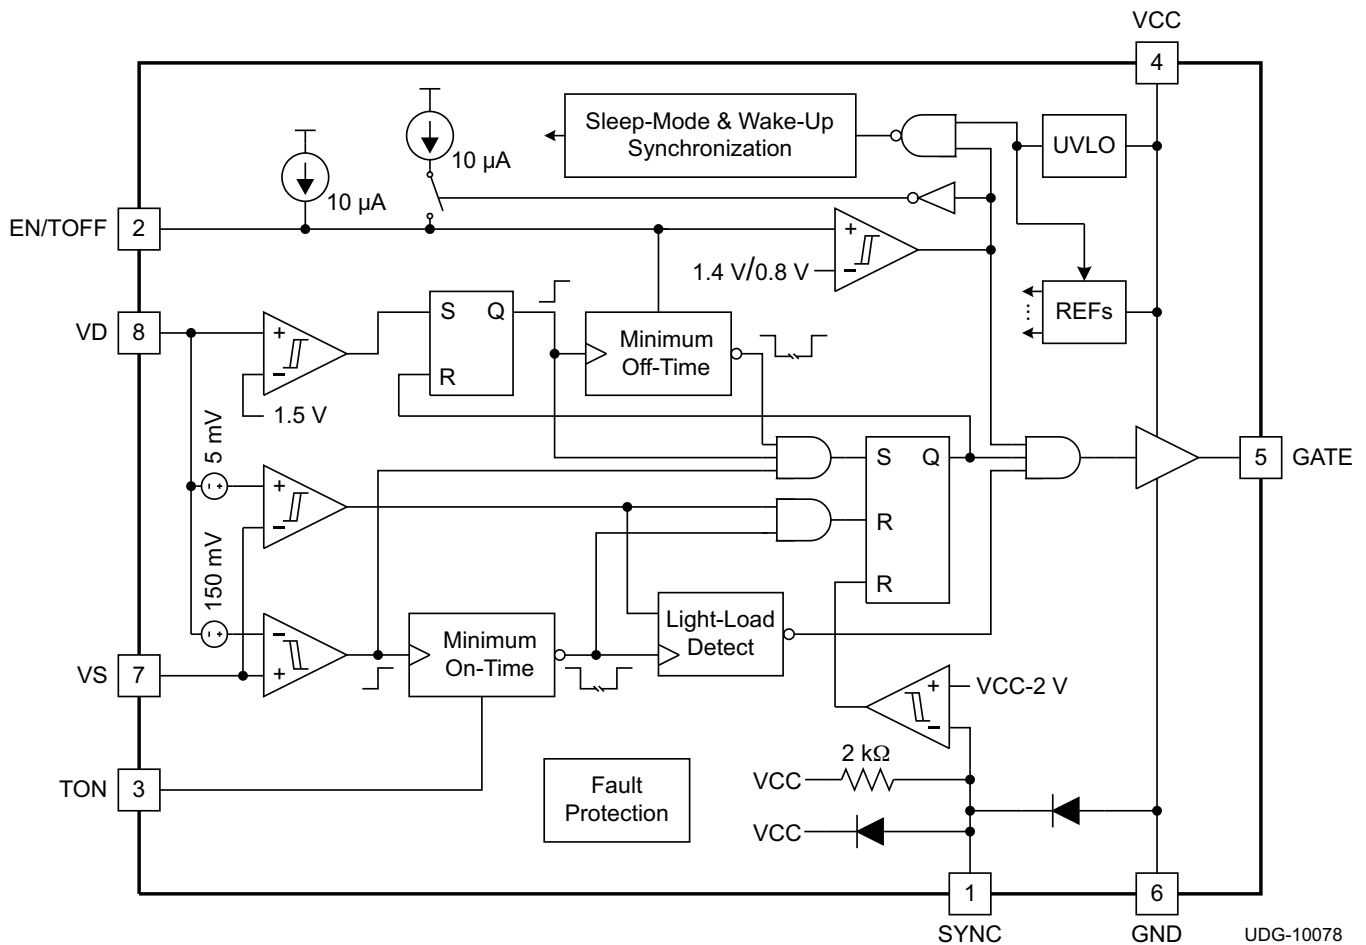 VCC
4
Sleep-Mode & Wake-Up
Synchronization
UVLO
10 µA
10 µA
EN/TOFF
2
+
−
1.4 V/0.8 V
REFs
VD
8
+
−
1.5 V
S
Q
R
Minimum
Off-Time
5 mV
+
−
S
Q
R
R
5
GATE
150 mV
−
+
Minimum
On-Time
Light-Load
Detect
VS
7
+
−
VCC-2 V
TON
3
Fault
Protection
2 kΩ
VCC
VCC
1
SYNC
6
GND
UDG-10078